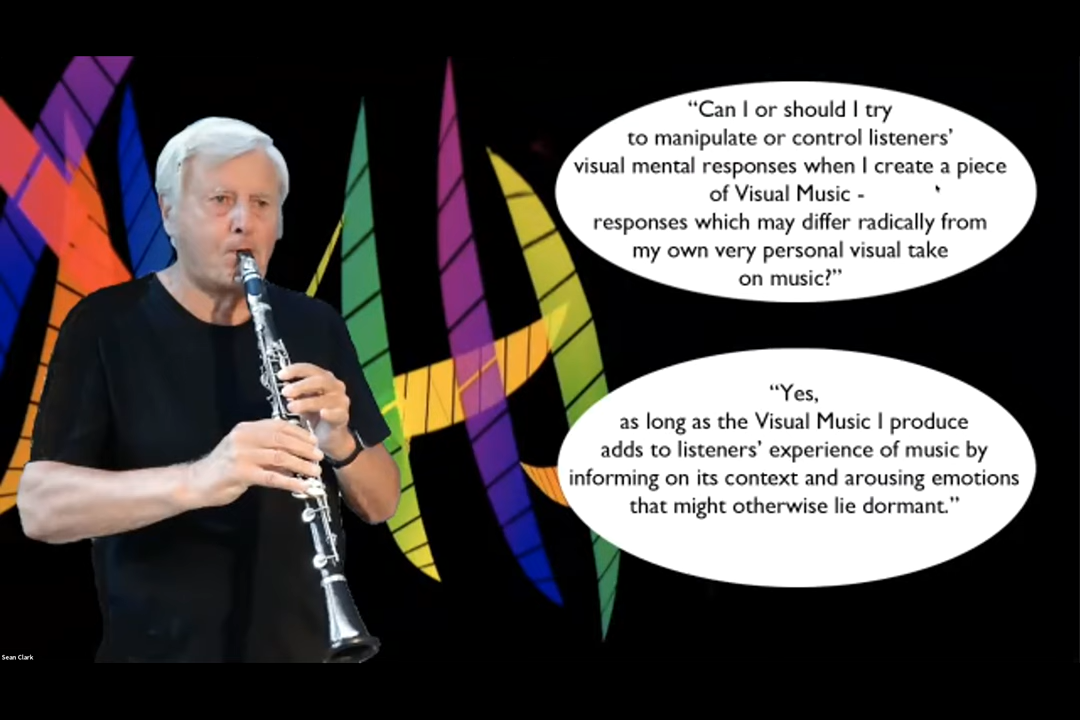 “Can I or should I try
to manipulate or control listeners’
visual mental responses when I create a piece
of Visual Music -
responses which may differ radically from
my own very personal visual take
on music?”
“Yes,
as long as the Visual Music I produce
adds to listeners’ experience of music by
informing on its context and arousing emotions
that might otherwise lie dormant.”
Sean Clark